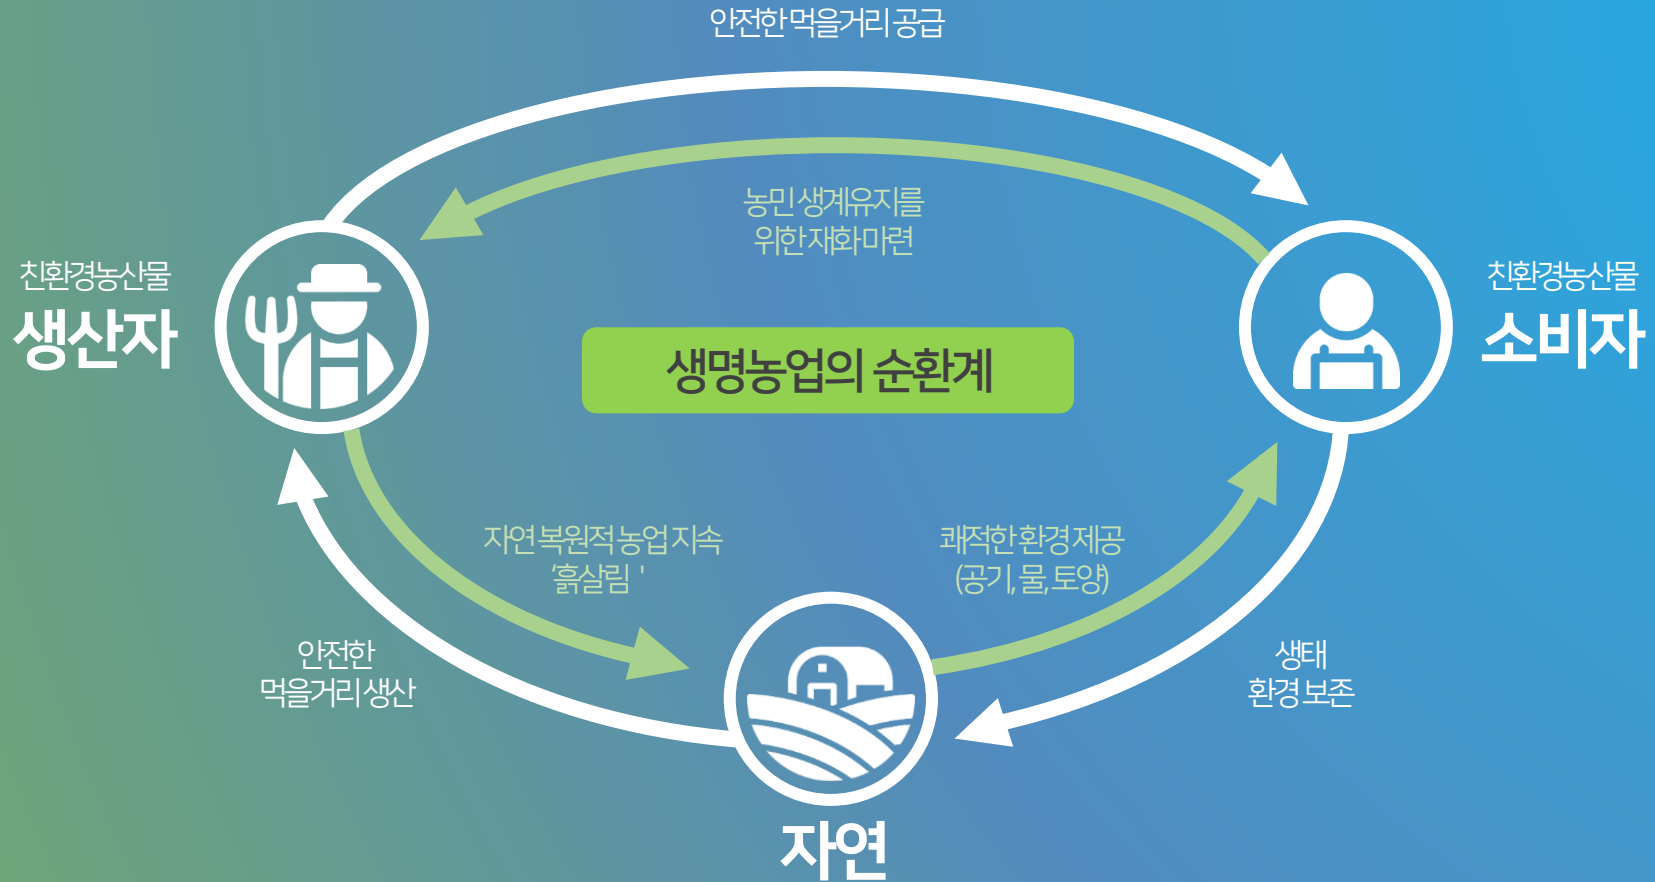 안전한 먹을거리 공급
농민 생계유지를
위한 재화 마련
친환경농산물
생산자
친환경농산물
소비자
생명농업의 순환계
자연 복원적 농업 지속
‘흙살림 '
쾌적한 환경 제공
(공기, 물, 토양)
안전한
먹을거리 생산
생태
환경 보존
자연